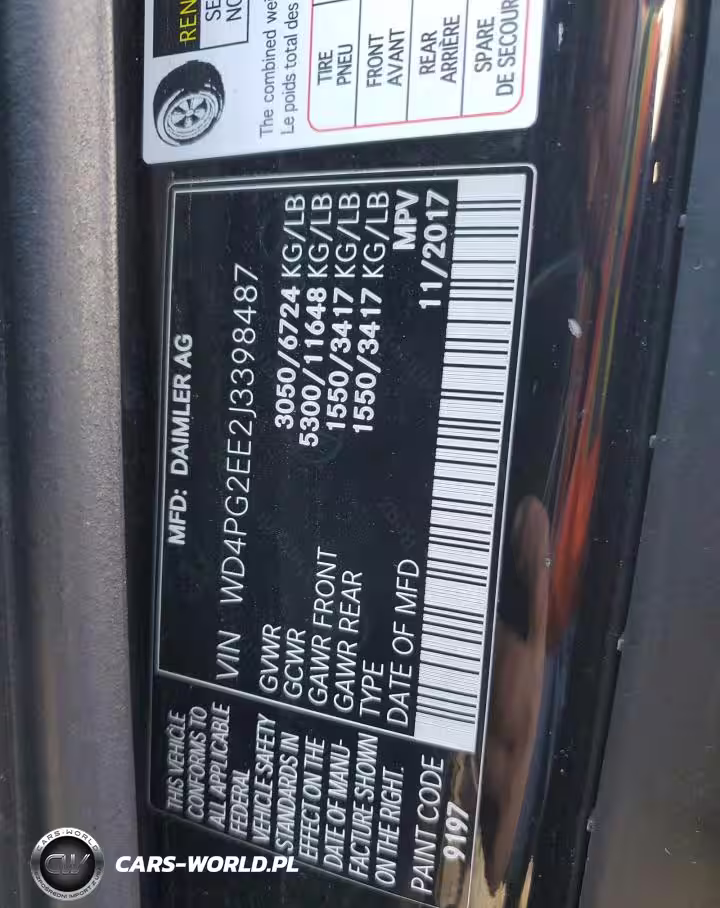 THIS VEHICLE
CONFORMS TO
ALL APPLICABLE
FEDERAL
VEHICLE SAFETY
STANDARDS IN
EFFECT ON THE
DATE OF MANU-
FACTURE SHOWN
ON THE RIGHT.
PAINT CODE
9197
MFD: DAIMLER AG
VIN WD4PG2EE2J3398487
GVWR 3050/6724 KG/LB
GCWR 5300/11648 KG/LB
GAWR FRONT 1550/3417 KG/LB
GAWR REAR 1550/3417 KG/LB
TYPE MPV
DATE OF MFD 11/2017
REN
SE
NO
The combined we
Le poids total des
TIRE
PNEU
FRONT
AVANT
REAR
ARRIÈRE
SPARE
DE SECOUR
CARS-WORLD
CW
CARS-WORLD.PL